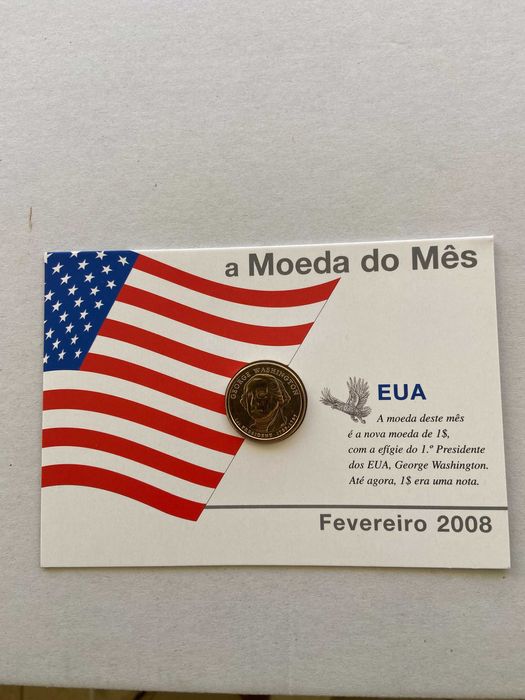 a Moeda do Mês
GEORGE WASHINGTON
PRESIDENT
EUA
A moeda deste mês
é a nova moeda de 1$,
com a efígie do 1.º Presidente
dos EUA, George Washington.
Até agora, 1$ era uma nota.
Fevereiro 2008